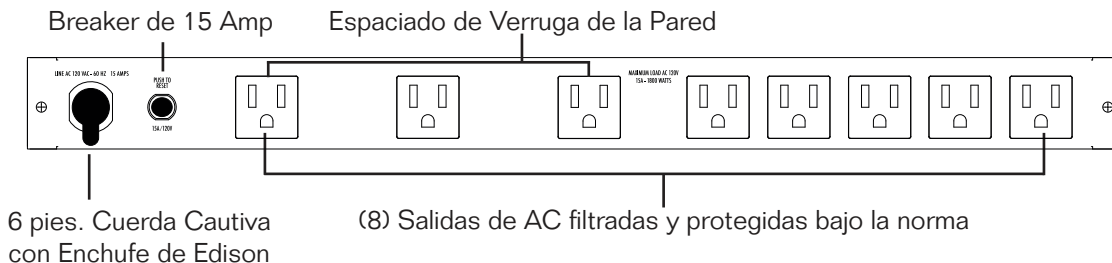 Breaker de 15 Amp
Espaciado de Verruga de la Pared
LINE AC 120 VAC - 60 HZ 15 AMPS
PUSH TO
RESET
15A/120V
MAXIMUM LOAD AC 120V
15A - 1800 WATTS
6 pies. Cuerda Cautiva
con Enchufe de Edison
(8) Salidas de AC filtradas y protegidas bajo la norma